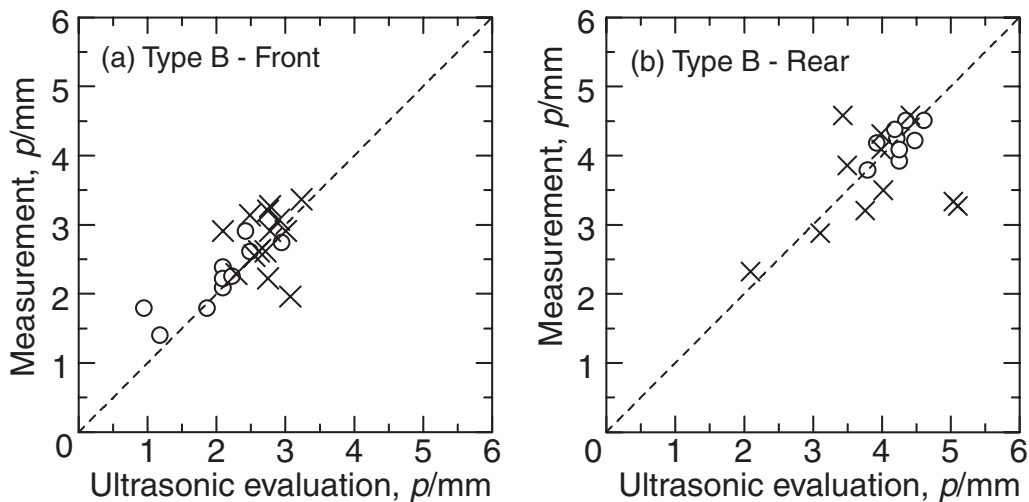 (a) Type B - Front
6
5
4
3
2
1
0
1 2 3 4 5 6
Measurement, p/mm
Ultrasonic evaluation, p/mm
(b) Type B - Rear
6
5
4
3
2
1
0
1 2 3 4 5 6
Measurement, p/mm
Ultrasonic evaluation, p/mm